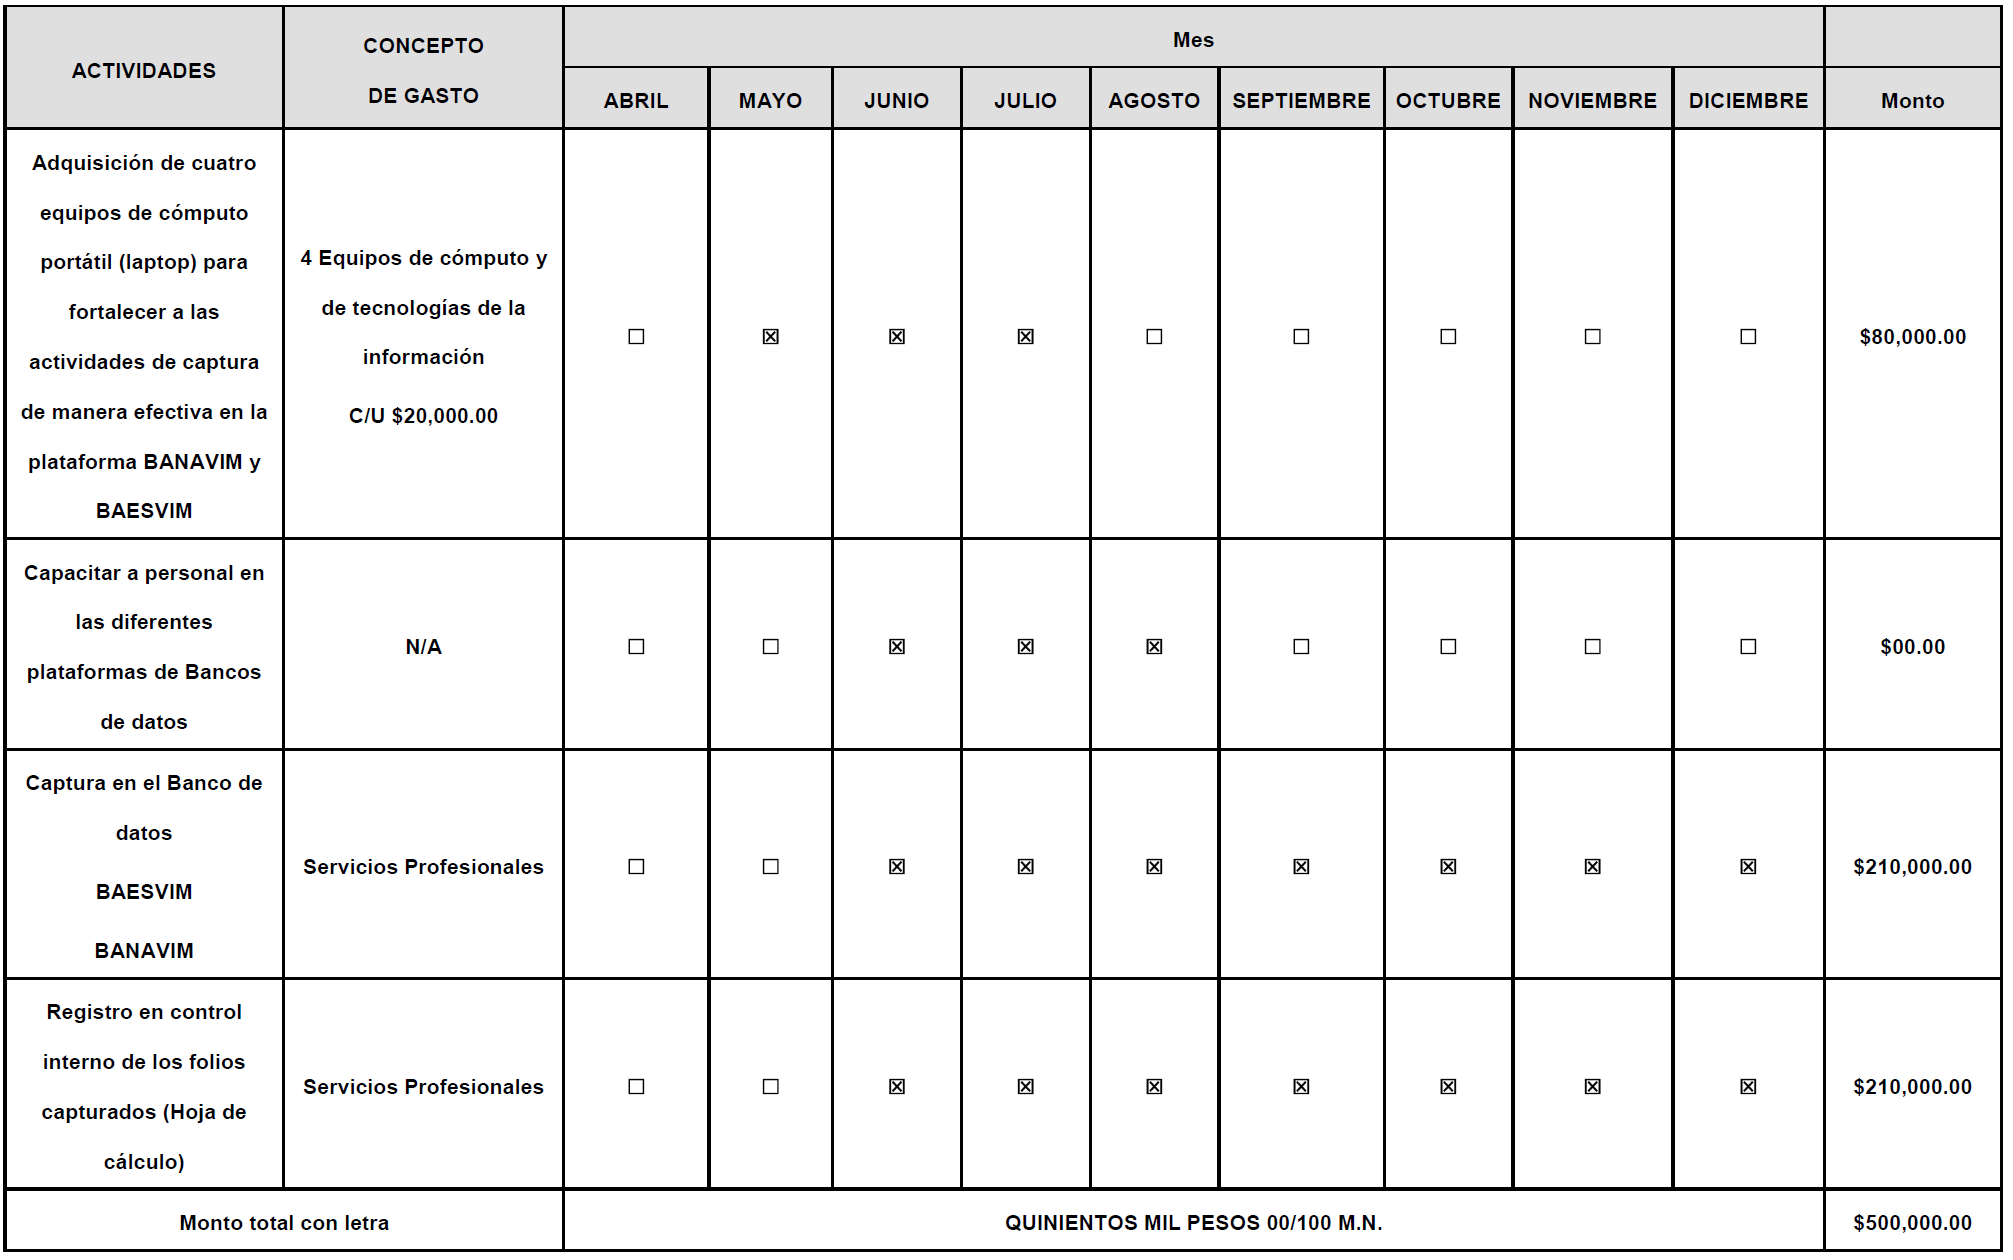 ACTIVIDADES
CONCEPTO
DE GASTO
Mes
ABRIL
MAYO
JUNIO
JULIO
AGOSTO
SEPTIEMBRE
OCTUBRE
NOVIEMBRE
DICIEMBRE
Monto
Adquisición de cuatro
equipos de cómputo
portátil (laptop) para
fortalecer a las
actividades de captura
de manera efectiva en la
plataforma BANAVIM y
BAESVIM
4 Equipos de cómputo y
de tecnologías de la
información
C/U $20,000.00
☐
☒
☒
☒
☐
☐
☐
☐
☐
$80,000.00
Capacitar a personal en
las diferentes
plataformas de Bancos
de datos
N/A
☐
☐
☒
☒
☒
☐
☐
☐
☐
$00.00
Captura en el Banco de
datos
BAESVIM
BANAVIM
Servicios Profesionales
☐
☐
☒
☒
☒
☒
☒
☒
☒
$210,000.00
Registro en control
interno de los folios
capturados (Hoja de
cálculo)
Servicios Profesionales
☐
☐
☒
☒
☒
☒
☒
☒
☒
$210,000.00
Monto total con letra
QUINIENTOS MIL PESOS 00/100 M.N.
$500,000.00